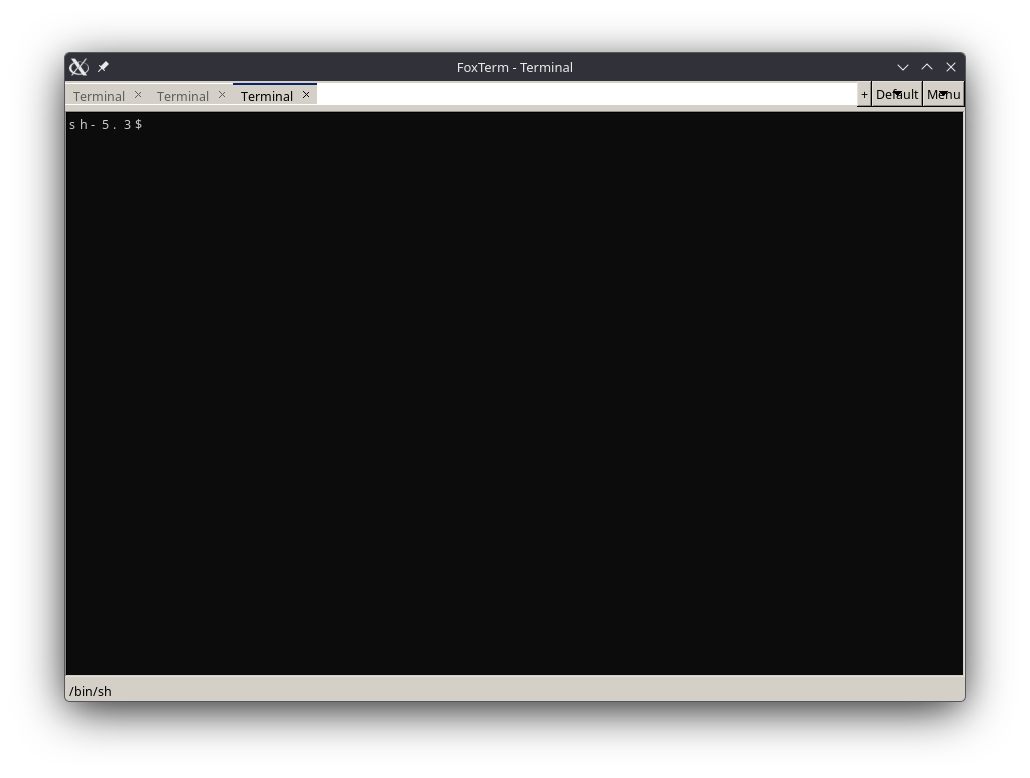 FoxTerm - Terminal
Terminal Terminal Terminal + Default Menu
sh-5.3$
/bin/sh